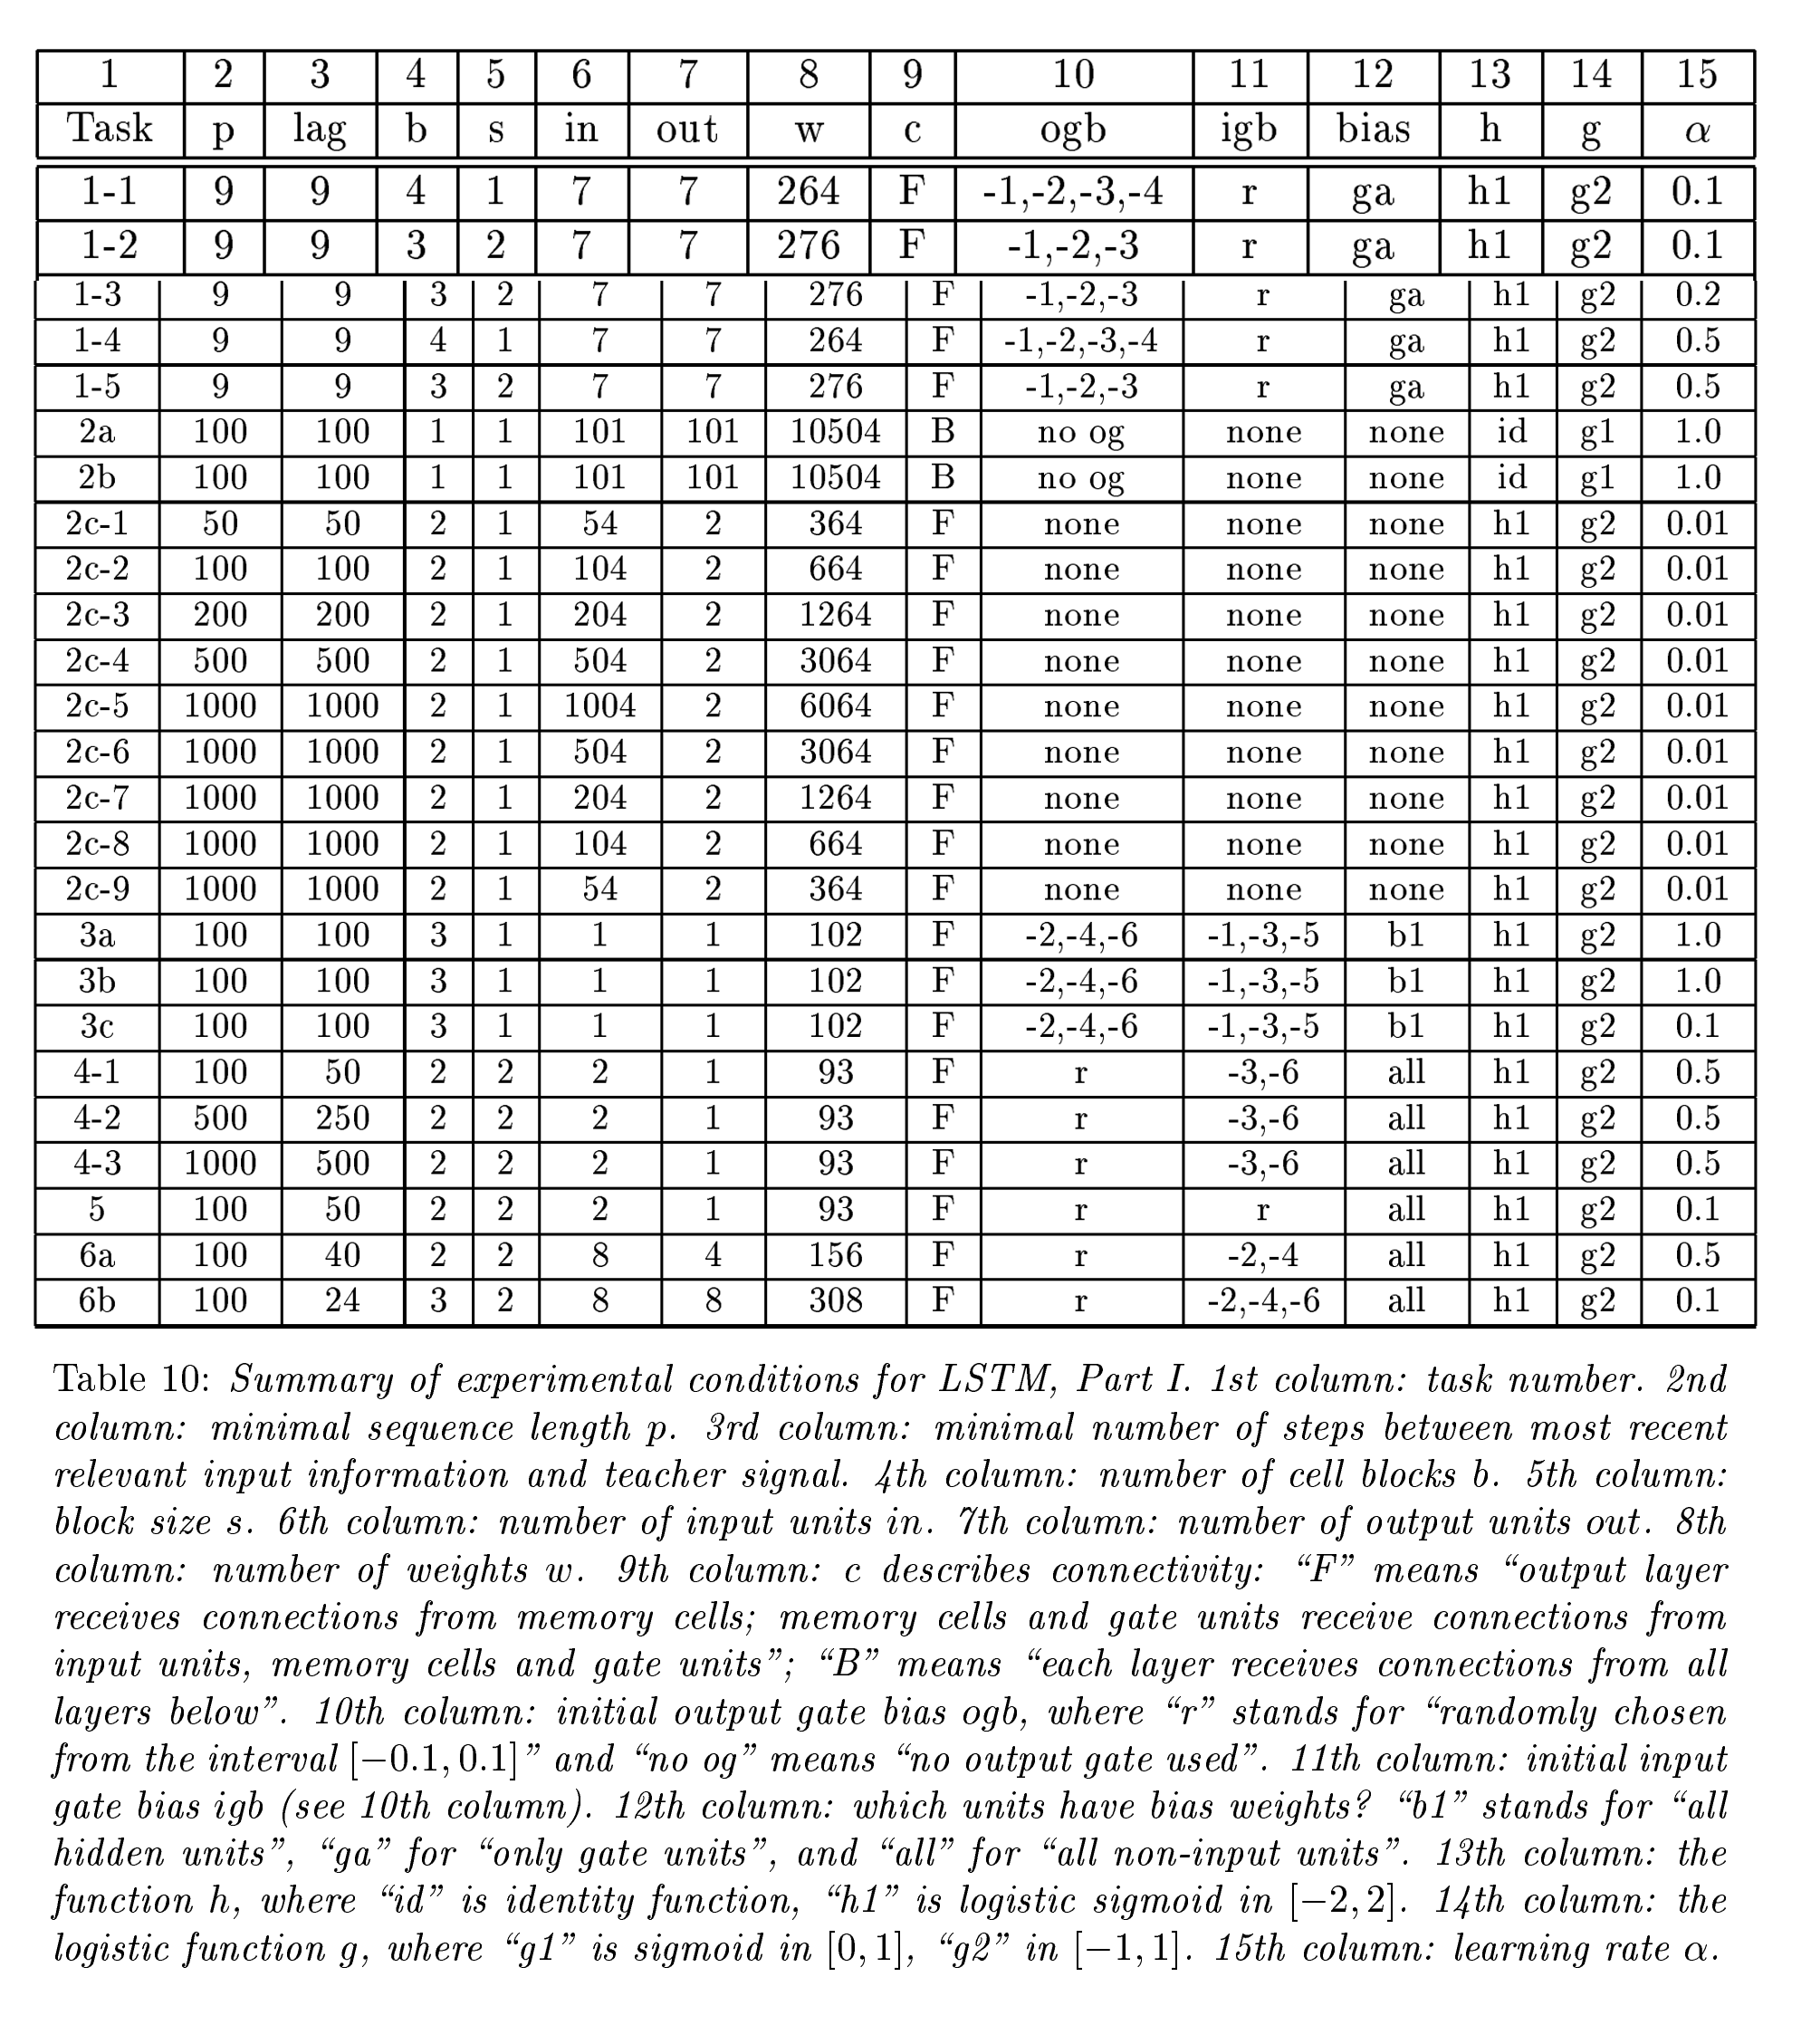 1 2 3 4 5 6 7 8 9 10 11 12 13 14 15
Task p lag b s in out w c ogb igb bias h g α
1-1 9 9 4 1 7 7 264 F -1,-2,-3,-4 r ga h1 g2 0.1
1-2 9 9 3 2 7 7 276 F -1,-2,-3 r ga h1 g2 0.1
1-3 9 9 3 2 7 7 276 F -1,-2,-3 r ga h1 g2 0.2
1-4 9 9 4 1 7 7 264 F -1,-2,-3,-4 r ga h1 g2 0.5
1-5 9 9 3 2 7 7 276 F -1,-2,-3 r ga h1 g2 0.5
2a 100 100 1 1 101 101 10504 B no og none none id g1 1.0
2b 100 100 1 1 101 101 10504 B no og none none id g1 1.0
2c-1 50 50 2 1 54 2 364 F none none none h1 g2 0.01
2c-2 100 100 2 1 104 2 664 F none none none h1 g2 0.01
2c-3 200 200 2 1 204 2 1264 F none none none h1 g2 0.01
2c-4 500 500 2 1 504 2 3064 F none none none h1 g2 0.01
2c-5 1000 1000 2 1 1004 2 6064 F none none none h1 g2 0.01
2c-6 1000 1000 2 1 504 2 3064 F none none none h1 g2 0.01
2c-7 1000 1000 2 1 204 2 1264 F none none none h1 g2 0.01
2c-8 1000 1000 2 1 104 2 664 F none none none h1 g2 0.01
2c-9 1000 1000 2 1 54 2 364 F none none none h1 g2 0.01
3a 100 100 3 1 1 1 102 F -2,-4,-6 -1,-3,-5 b1 h1 g2 1.0
3b 100 100 3 1 1 1 102 F -2,-4,-6 -1,-3,-5 b1 h1 g2 1.0
3c 100 100 3 1 1 1 102 F -2,-4,-6 -1,-3,-5 b1 h1 g2 0.1
4-1 100 50 2 2 2 1 93 F r -3,-6 all h1 g2 0.5
4-2 500 250 2 2 2 1 93 F r -3,-6 all h1 g2 0.5
4-3 1000 500 2 2 2 1 93 F r -3,-6 all h1 g2 0.5
5 100 50 2 2 2 1 93 F r r all h1 g2 0.1
6a 100 40 2 2 8 4 156 F r -2,-4 all h1 g2 0.5
6b 100 24 3 2 8 8 308 F r -2,-4,-6 all h1 g2 0.1
Table 10: Summary of experimental conditions for LSTM, Part I. 1st column: task number. 2nd
column: minimal sequence length p. 3rd column: minimal number of steps between most recent
relevant input information and teacher signal. 4th column: number of cell blocks b. 5th column:
block size s. 6th column: number of input units in. 7th column: number of output units out. 8th
column: number of weights w. 9th column: c describes connectivity: “F” means “output layer
receives connections from memory cells; memory cells and gate units receive connections from
input units, memory cells and gate units”; “B” means “each layer receives connections from all
layers below”. 10th column: initial output gate bias ogb, where “r” stands for “randomly chosen
from the interval [−0.1, 0.1]” and “no og” means “no output gate used”. 11th column: initial input
gate bias igb (see 10th column). 12th column: which units have bias weights? “b1” stands for “all
hidden units”, “ga” for “only gate units”, and “all” for “all non-input units”. 13th column: the
function h, where “id” is identity function, “h1” is logistic sigmoid in [−2, 2]. 14th column: the
logistic function g, where “g1” is sigmoid in [0, 1], “g2” in [−1, 1]. 15th column: learning rate α.